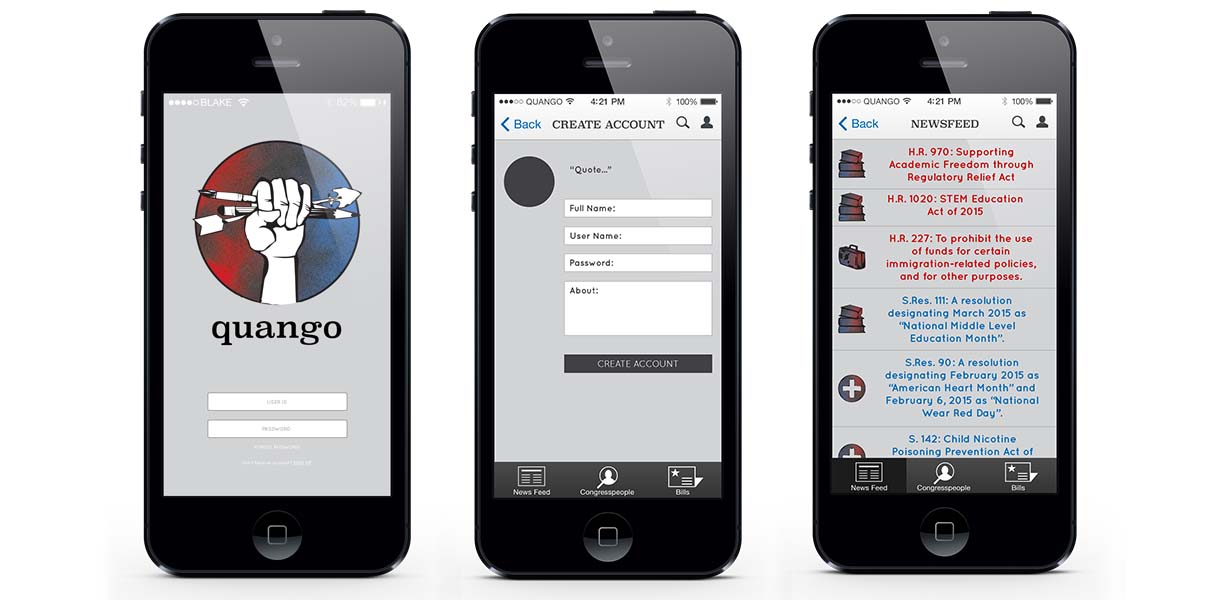 BLAKE 82%
quango
USER ID
PASSWORD
FORGOT PASSWORD
Don't have an account? SIGN UP
QUANGO 4:21 PM 100%
Back CREATE ACCOUNT
“Quote...”
Full Name:
User Name:
Password:
About:
CREATE ACCOUNT
News Feed Congresspeople Bills
QUANGO 4:21 PM 100%
Back NEWSFEED
H.R. 970: Supporting
Academic Freedom through
Regulatory Relief Act
H.R. 1020: STEM Education
Act of 2015
H.R. 227: To prohibit the use
of funds for certain
immigration-related policies,
and for other purposes.
S.Res. 111: A resolution
designating March 2015 as
“National Middle Level
Education Month”.
S.Res. 90: A resolution
designating February 2015 as
“American Heart Month” and
February 6, 2015 as “National
Wear Red Day”.
S. 142: Child Nicotine
Poisoning Prevention Act of
News Feed Congresspeople Bills